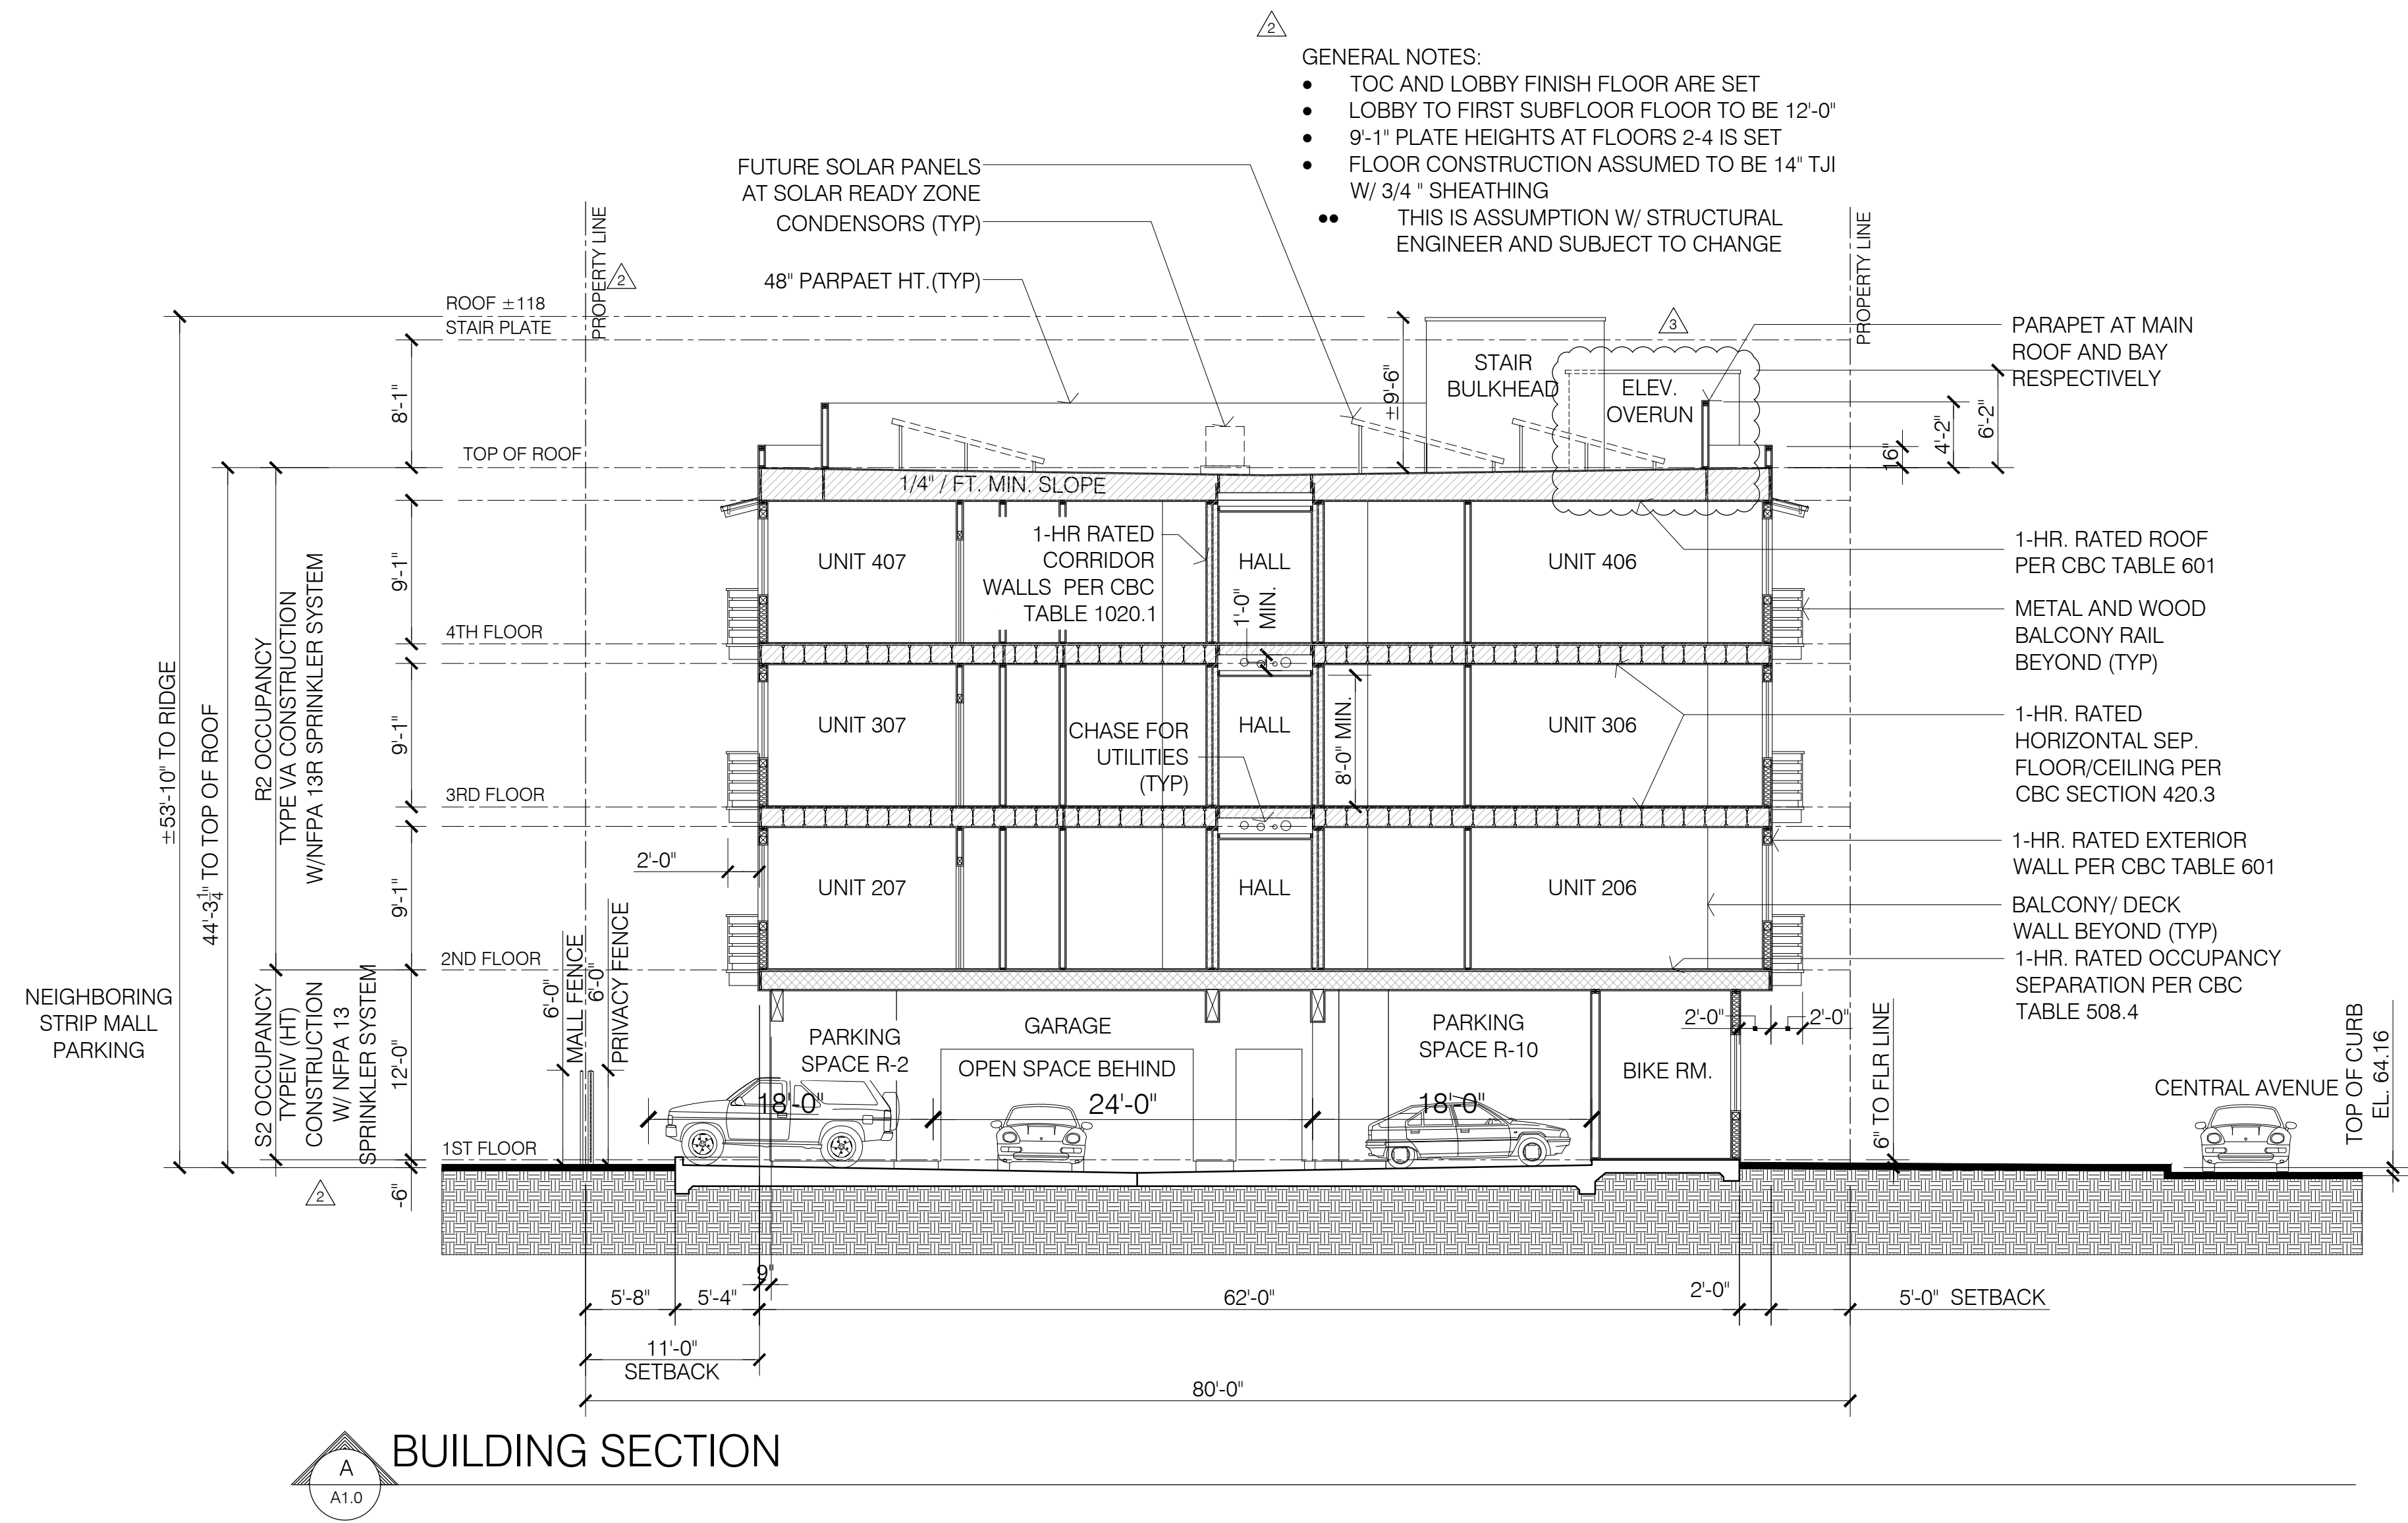 2
GENERAL NOTES:
• TOC AND LOBBY FINISH FLOOR ARE SET
• LOBBY TO FIRST SUBFLOOR FLOOR TO BE 12'-0"
• 9'-1" PLATE HEIGHTS AT FLOORS 2-4 IS SET
• FLOOR CONSTRUCTION ASSUMED TO BE 14" TJI
W/ 3/4 " SHEATHING
•• THIS IS ASSUMPTION W/ STRUCTURAL
ENGINEER AND SUBJECT TO CHANGE
FUTURE SOLAR PANELS
AT SOLAR READY ZONE
CONDENSORS (TYP)
48" PARPAET HT.(TYP)
PROPERTY LINE
2
PROPERTY LINE
ROOF ±118
STAIR PLATE
TOP OF ROOF
4TH FLOOR
3RD FLOOR
2ND FLOOR
1ST FLOOR
8'-1"
9'-1"
9'-1"
9'-1"
12'-0"
-6"
±53'-10" TO RIDGE
44'-3 1/4" TO TOP OF ROOF
R2 OCCUPANCY
TYPE VA CONSTRUCTION
W/NFPA 13R SPRINKLER SYSTEM
S2 OCCUPANCY
TYPEIV (HT)
CONSTRUCTION
W/ NFPA 13
SPRINKLER SYSTEM
2
NEIGHBORING
STRIP MALL
PARKING
6'-0"
MALL FENCE
6'-0"
PRIVACY FENCE
2'-0"
±9'-6"
STAIR
BULKHEAD
3
ELEV.
OVERUN
16"
4'-2"
6'-2"
1/4" / FT. MIN. SLOPE
UNIT 407
1-HR RATED
CORRIDOR
WALLS PER CBC
TABLE 1020.1
HALL
1'-0"
MIN.
UNIT 406
UNIT 307
CHASE FOR
UTILITIES
(TYP)
HALL
8'-0" MIN.
UNIT 306
UNIT 207
HALL
UNIT 206
PARKING
SPACE R-2
GARAGE
OPEN SPACE BEHIND
PARKING
SPACE R-10
BIKE RM.
18'-0"
24'-0"
18'-0"
2'-0"
2'-0"
6" TO FLR LINE
PARAPET AT MAIN
ROOF AND BAY
RESPECTIVELY
1-HR. RATED ROOF
PER CBC TABLE 601
METAL AND WOOD
BALCONY RAIL
BEYOND (TYP)
1-HR. RATED
HORIZONTAL SEP.
FLOOR/CEILING PER
CBC SECTION 420.3
1-HR. RATED EXTERIOR
WALL PER CBC TABLE 601
BALCONY/ DECK
WALL BEYOND (TYP)
1-HR. RATED OCCUPANCY
SEPARATION PER CBC
TABLE 508.4
CENTRAL AVENUE
TOP OF CURB
EL. 64.16
9"
5'-8"
5'-4"
62'-0"
2'-0"
5'-0" SETBACK
11'-0"
SETBACK
80'-0"
A
A1.0
BUILDING SECTION